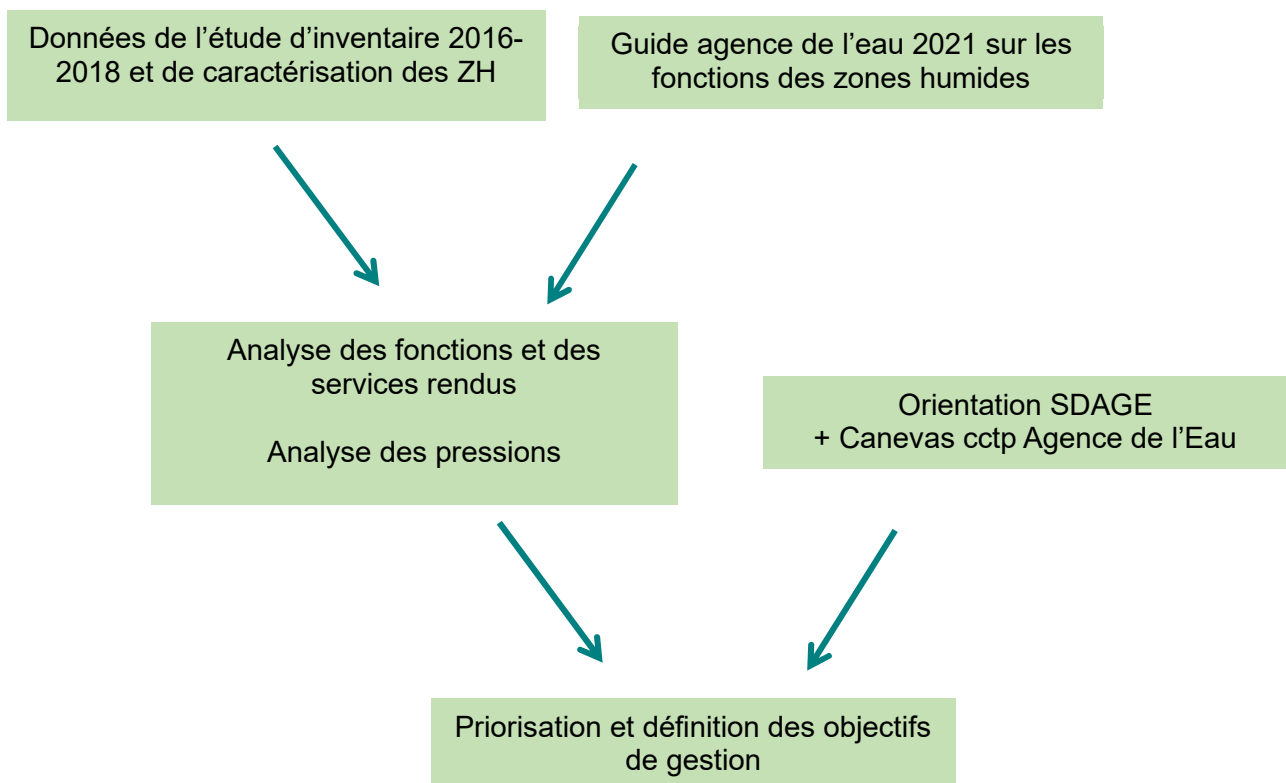 Données de l’étude d’inventaire 2016-
2018 et de caractérisation des ZH
Guide agence de l’eau 2021 sur les
fonctions des zones humides
Analyse des fonctions et des
services rendus
Analyse des pressions
Orientation SDAGE
+ Canevas cctp Agence de l’Eau
Priorisation et définition des objectifs
de gestion